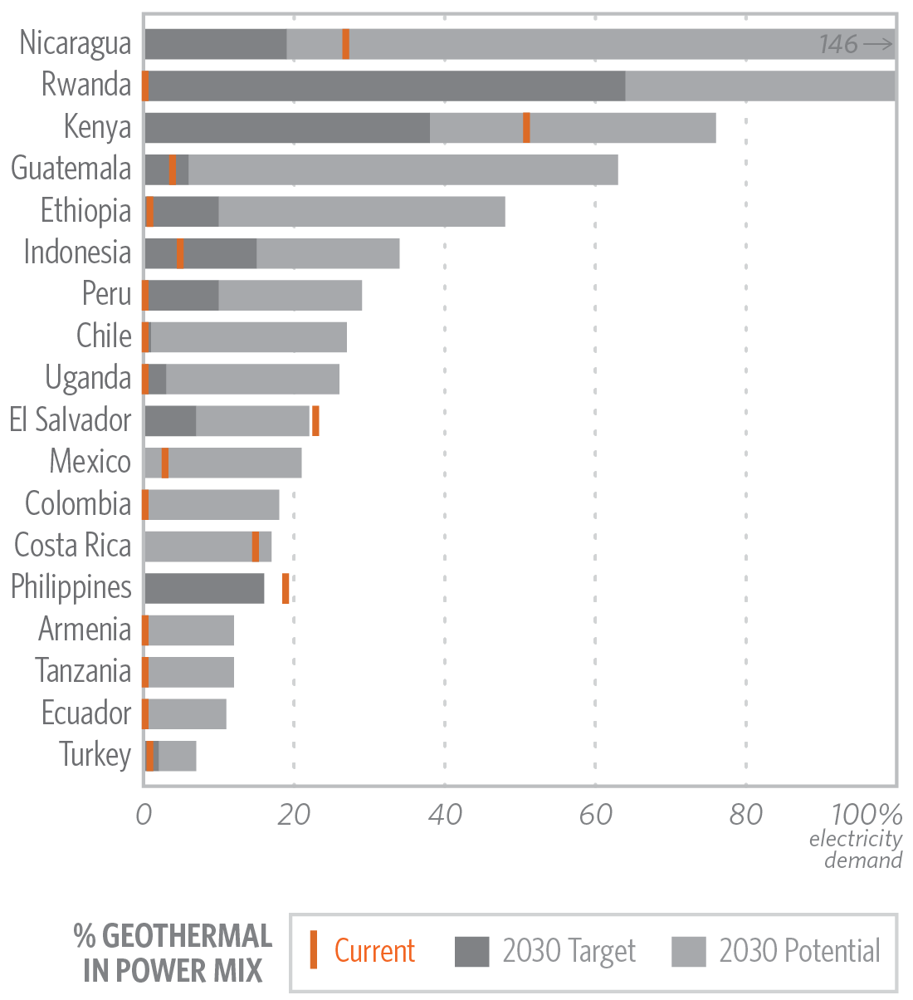 Nicaragua
146 →
Rwanda
Kenya
Guatemala
Ethiopia
Indonesia
Peru
Chile
Uganda
El Salvador
Mexico
Colombia
Costa Rica
Philippines
Armenia
Tanzania
Ecuador
Turkey
0 20 40 60 80 100%
electricity
demand
% GEOTHERMAL
IN POWER MIX
Current 2030 Target 2030 Potential